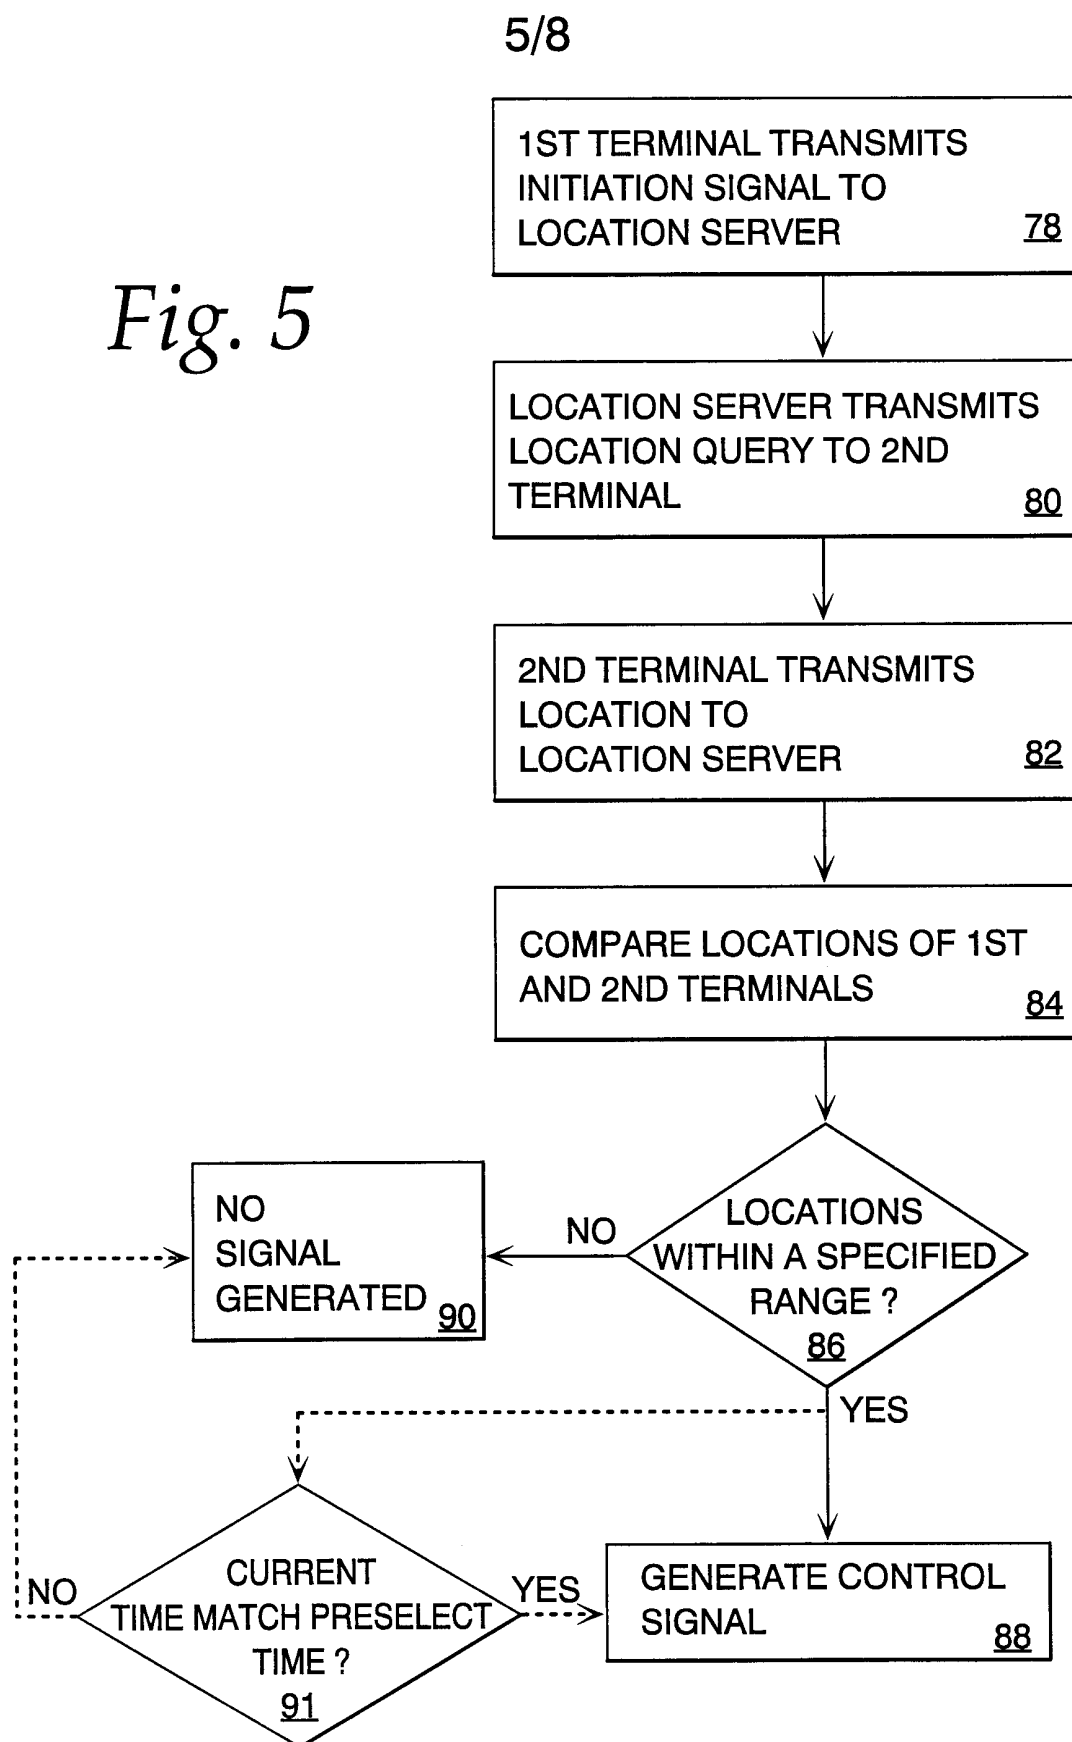 5/8
1ST TERMINAL TRANSMITS
INITIATION SIGNAL TO
LOCATION SERVER
78
Fig. 5
LOCATION SERVER TRANSMITS
LOCATION QUERY TO 2ND
TERMINAL
80
2ND TERMINAL TRANSMITS
LOCATION TO
LOCATION SERVER
82
COMPARE LOCATIONS OF 1ST
AND 2ND TERMINALS
84
NO
SIGNAL
GENERATED
90
NO
LOCATIONS
WITHIN A SPECIFIED
RANGE ?
86
YES
NO
CURRENT
TIME MATCH PRESELECT
TIME ?
91
YES
GENERATE CONTROL
SIGNAL
88